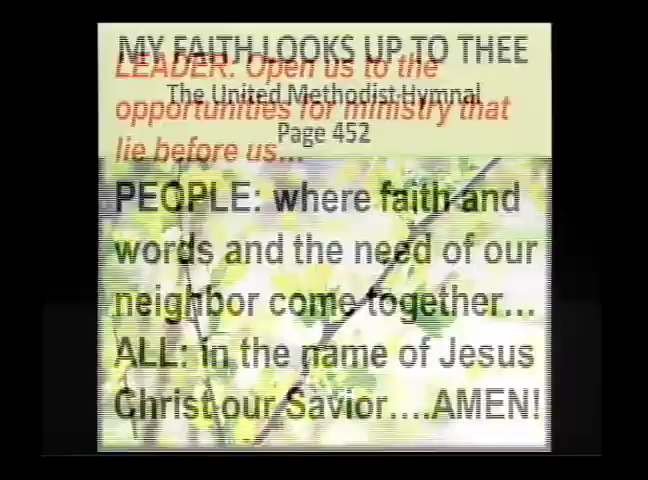 MY FAITH LOOKS UP TO THEE
LEADER: Open us to the
The United Methodist Hymnal
opportunities for ministry that
Page 452
lie before us...
PEOPLE: where faith and
words and the need of our
neighbor come together...
ALL: in the name of Jesus
Christ our Savior....AMEN!